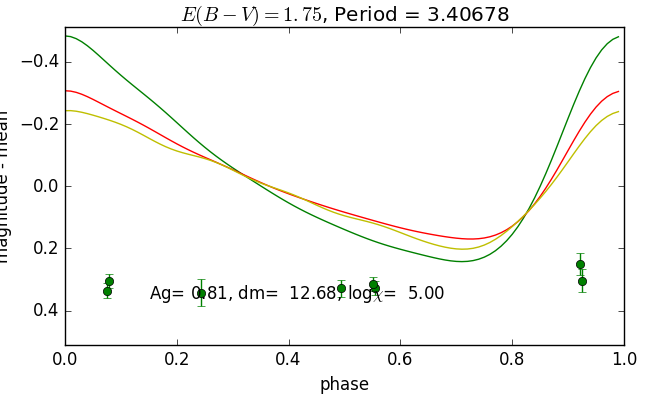 E(B − V) = 1.75, Period = 3.40678
−0.4
−0.2
0.0
0.2
0.4
magnitude - mean
Ag= 0.81, dm= 12.68, logχ= 5.00
0.0 0.2 0.4 0.6 0.8 1.0
phase